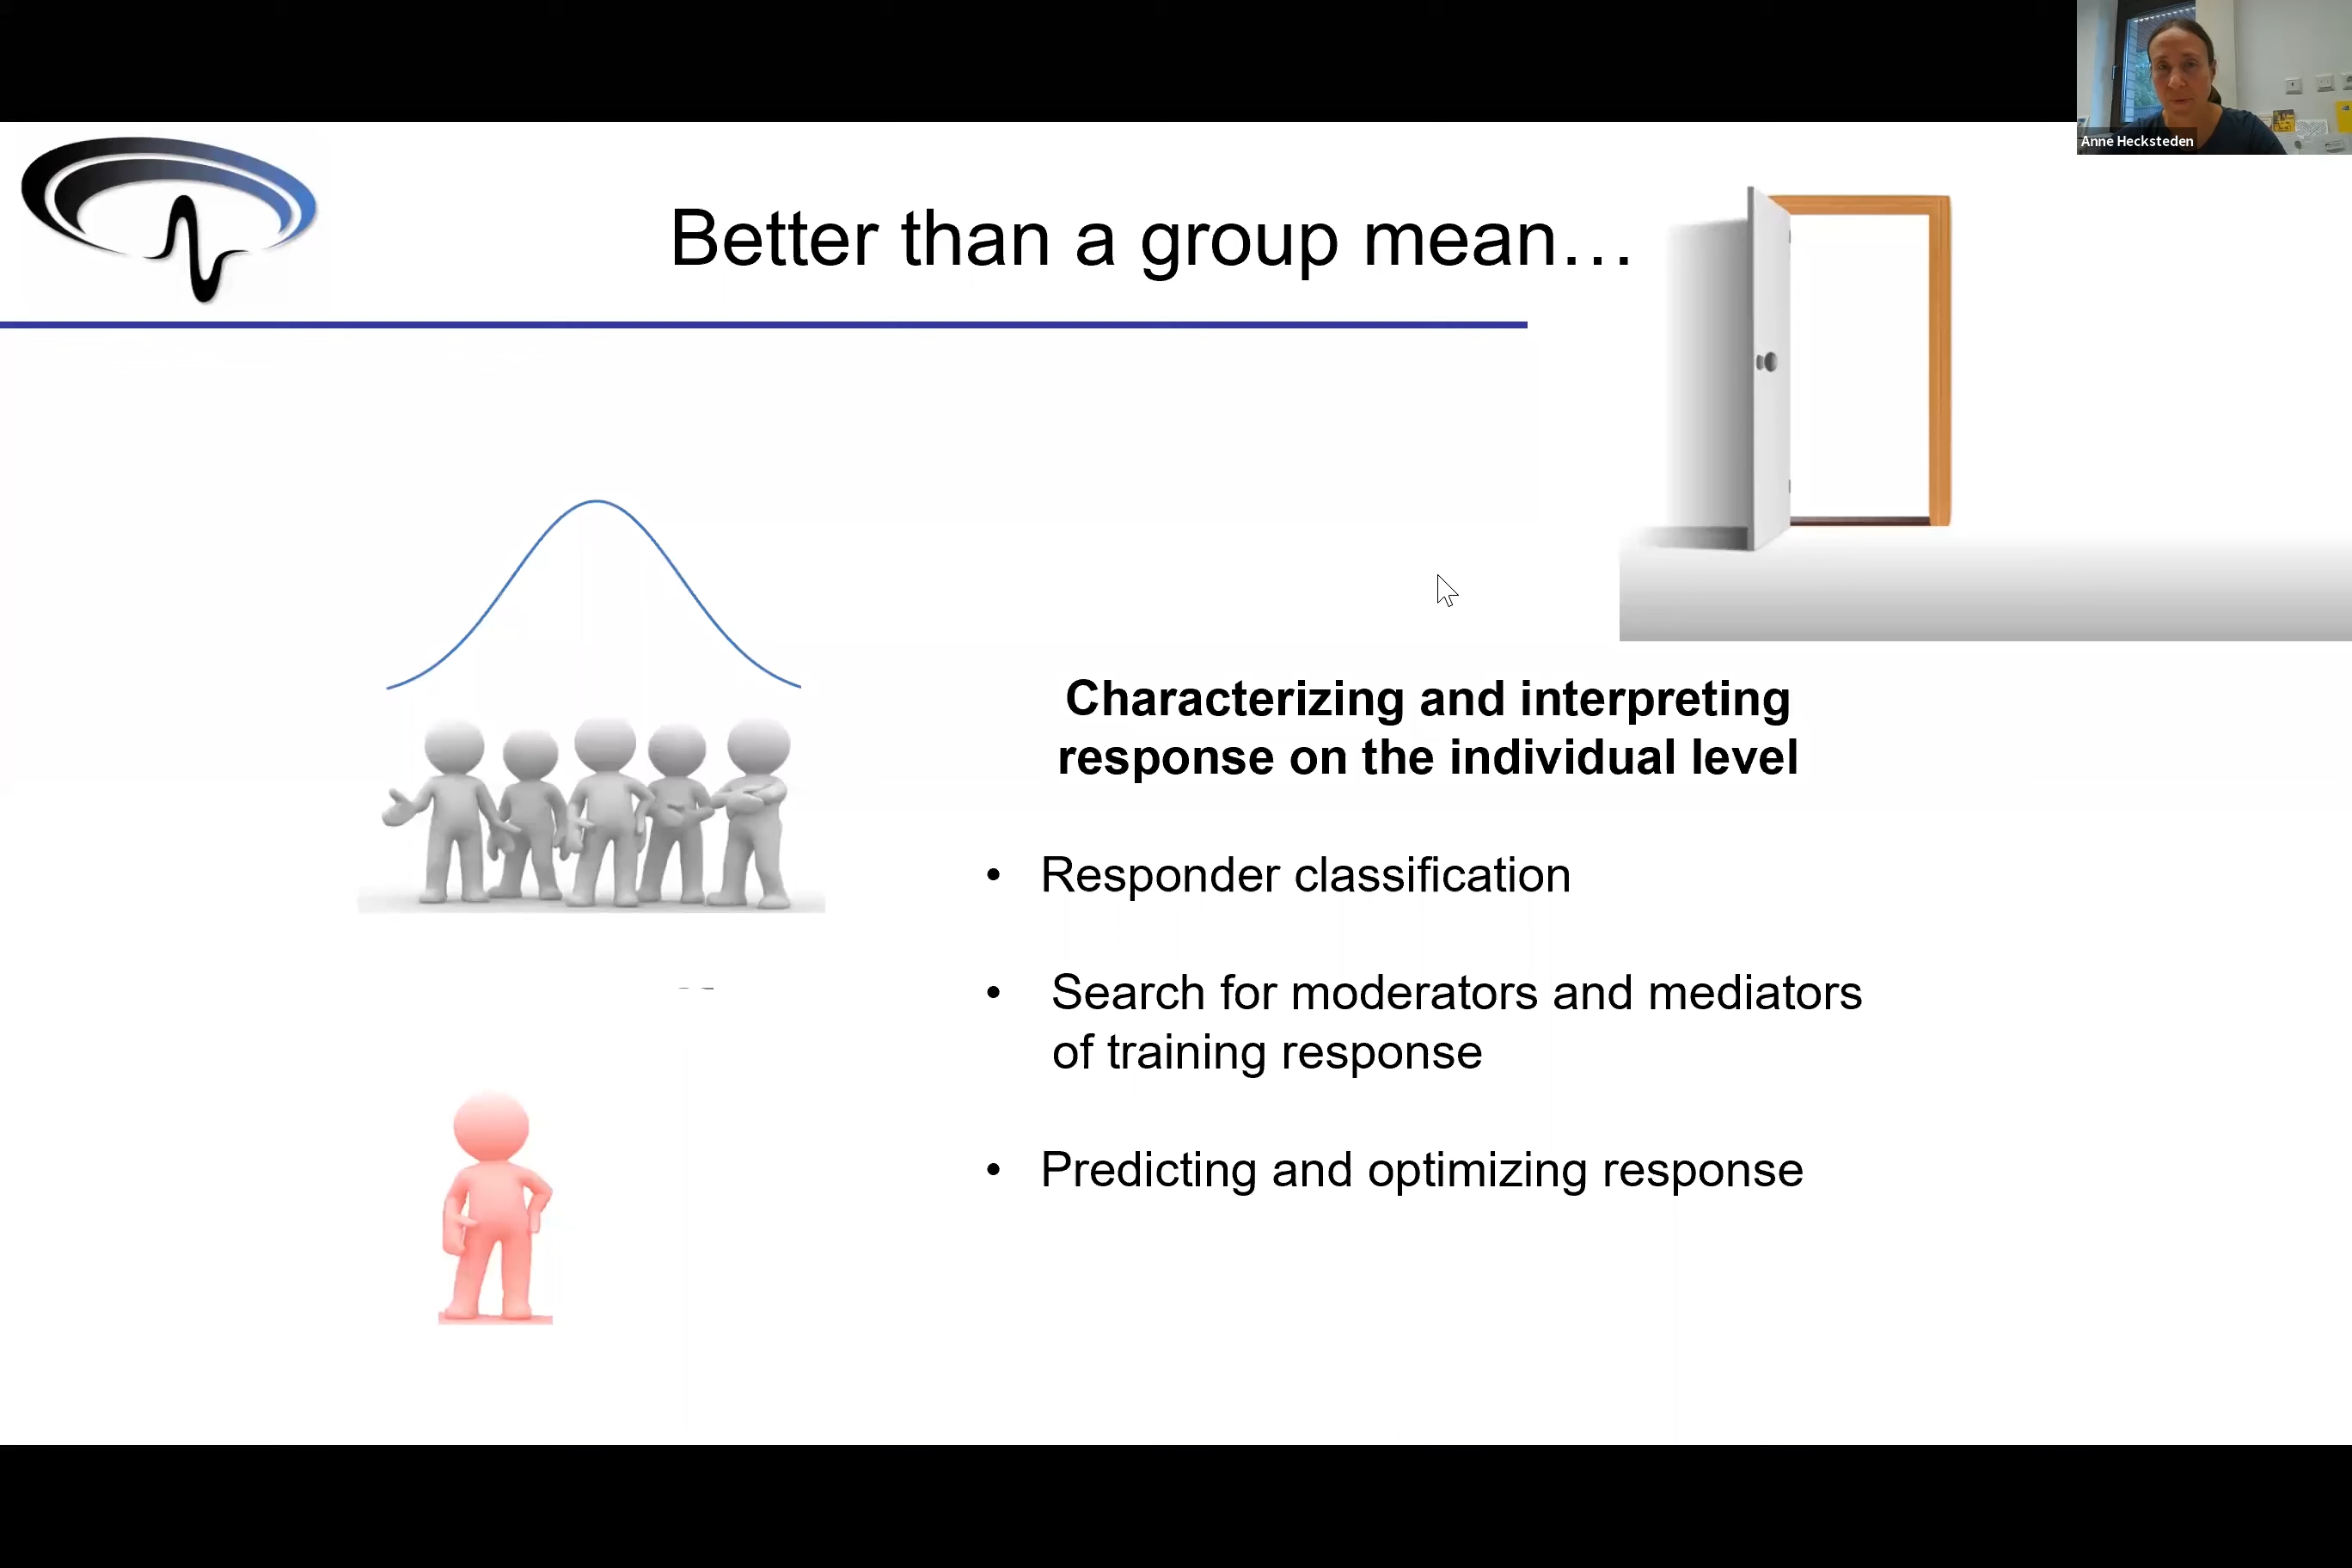 Anne Hecksteden
Better than a group mean…
Characterizing and interpreting
response on the individual level
• Responder classification
• Search for moderators and mediators
of training response
• Predicting and optimizing response